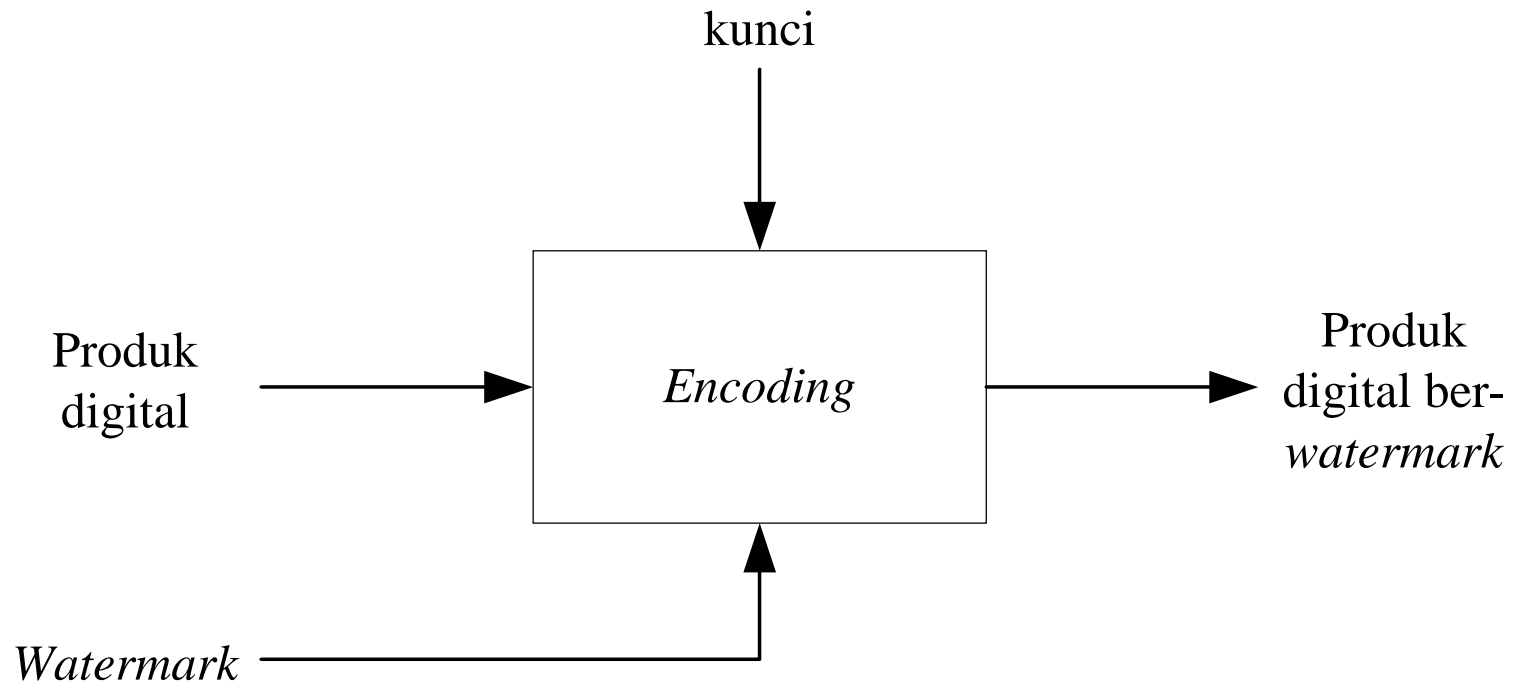 kunci
Produk
digital
Encoding
Produk
digital ber-
watermark
Watermark